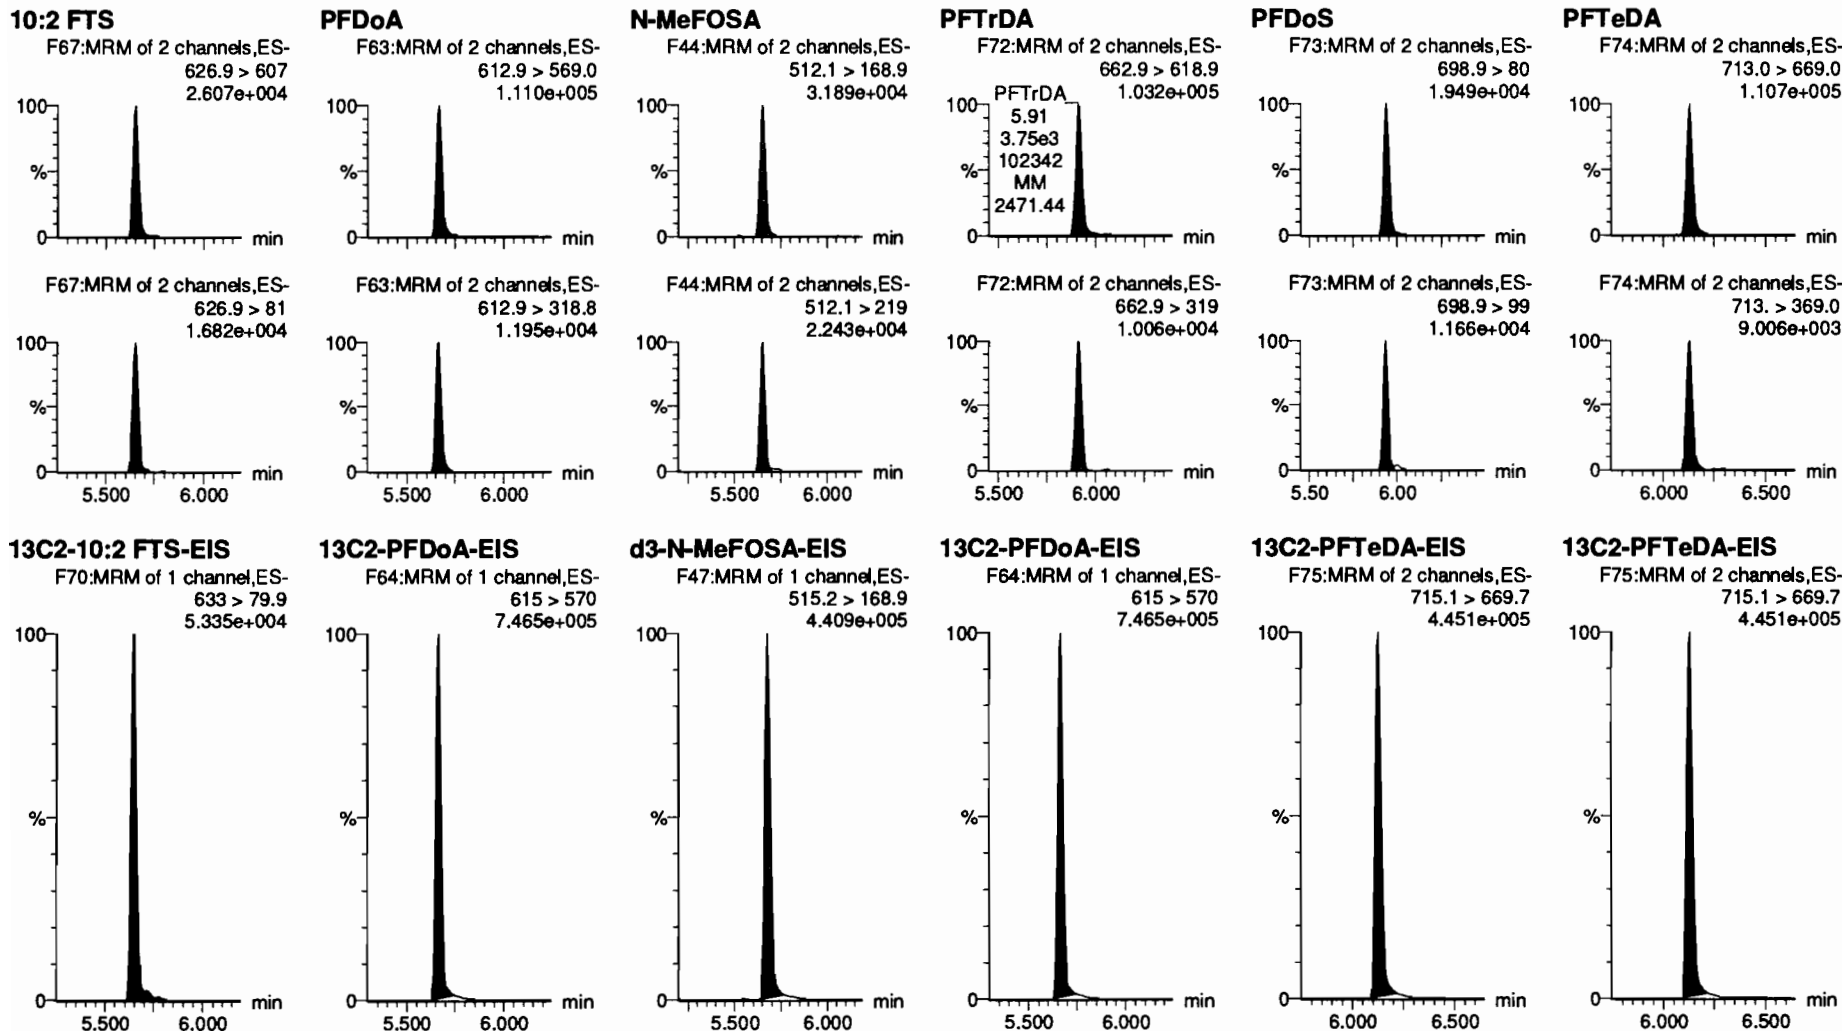 10:2 FTS
F67:MRM of 2 channels,ES-
626.9 > 607
2.607e+004
100
%
0
min
F67:MRM of 2 channels,ES-
626.9 > 81
1.682e+004
100
%
0
min
5.500 6.000
PFDoA
F63:MRM of 2 channels,ES-
612.9 > 569.0
1.110e+005
100
%
0
min
F63:MRM of 2 channels,ES-
612.9 > 318.8
1.195e+004
100
%
0
min
5.500 6.000
N-MeFOSA
F44:MRM of 2 channels,ES-
512.1 > 168.9
3.189e+004
100
%
0
min
F44:MRM of 2 channels,ES-
512.1 > 219
2.243e+004
100
%
0
min
5.500 6.000
PFTrDA
F72:MRM of 2 channels,ES-
662.9 > 618.9
1.032e+005
PFTrDA
5.91
3.75e3
102342
MM
2471.44
100
%
0
min
F72:MRM of 2 channels,ES-
662.9 > 319
1.006e+004
100
%
0
min
5.500 6.000
PFDoS
F73:MRM of 2 channels,ES-
698.9 > 80
1.949e+004
100
%
0
min
F73:MRM of 2 channels,ES-
698.9 > 99
1.166e+004
100
%
0
min
5.50 6.00
PFTeDA
F74:MRM of 2 channels,ES-
713.0 > 669.0
1.107e+005
100
%
0
min
F74:MRM of 2 channels,ES-
713. > 369.0
9.006e+003
100
%
0
min
6.000 6.500
13C2-10:2 FTS-EIS
F70:MRM of 1 channel,ES-
633 > 79.9
5.335e+004
100
%
0
min
5.500 6.000
13C2-PFDoA-EIS
F64:MRM of 1 channel,ES-
615 > 570
7.465e+005
100
%
0
min
5.500 6.000
d3-N-MeFOSA-EIS
F47:MRM of 1 channel,ES-
515.2 > 168.9
4.409e+005
100
%
0
min
5.500 6.000
13C2-PFDoA-EIS
F64:MRM of 1 channel,ES-
615 > 570
7.465e+005
100
%
0
min
5.500 6.000
13C2-PFTeDA-EIS
F75:MRM of 2 channels,ES-
715.1 > 669.7
4.451e+005
100
%
0
min
6.000 6.500
13C2-PFTeDA-EIS
F75:MRM of 2 channels,ES-
715.1 > 669.7
4.451e+005
100
%
0
min
6.000 6.500